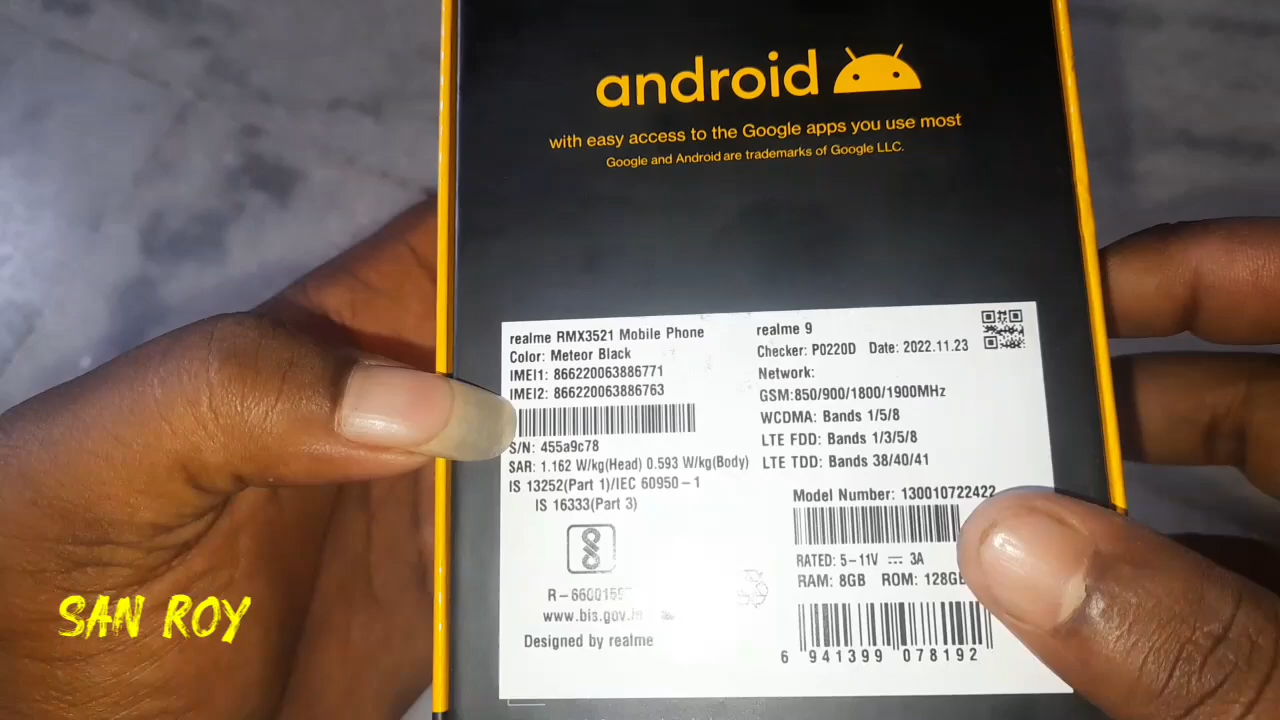 android
with easy access to the Google apps you use most
Google and Android are trademarks of Google LLC.
realme RMX3521 Mobile Phone
Color: Meteor Black
IMEI1: 866220063886771
IMEI2: 866220063886763
S/N: 455a9c78
SAR: 1.162 W/kg(Head) 0.593 W/kg(Body)
IS 13252(Part 1)/IEC 60950-1
IS 16333(Part 3)
www.bis.gov.in
Designed by realme
realme 9
Checker: P0220D Date: 2022.11.23
Network:
GSM:850/900/1800/1900MHz
WCDMA: Bands 1/5/8
LTE FDD: Bands 1/3/5/8
LTE TDD: Bands 38/40/41
Model Number: 130010722422
RATED: 5-11V ⎓ 3A
RAM: 8GB ROM: 128GB
6 941399 078192
SAN ROY